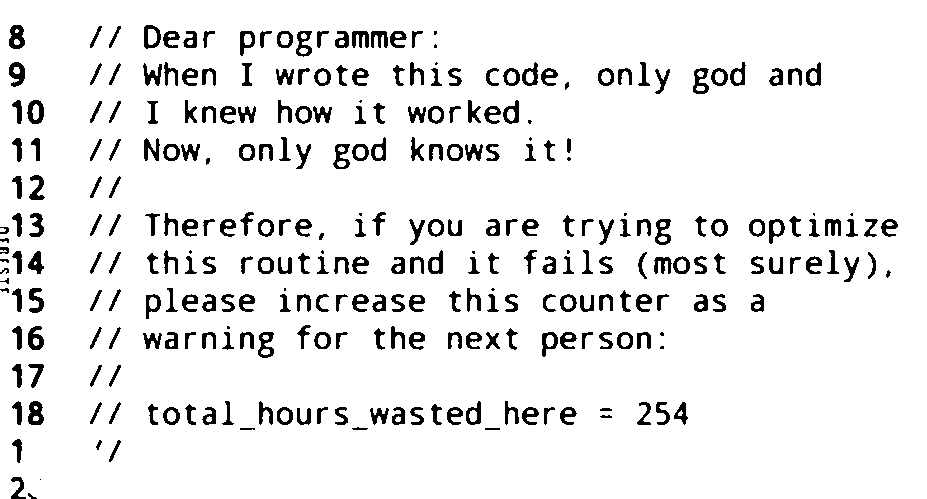 8 // Dear programmer:
9 // When I wrote this code, only god and
10 // I knew how it worked.
11 // Now, only god knows it!
12 //
13 // Therefore, if you are trying to optimize
14 // this routine and it fails (most surely),
15 // please increase this counter as a
16 // warning for the next person:
17 //
18 // total_hours_wasted_here = 254
1 '/
2